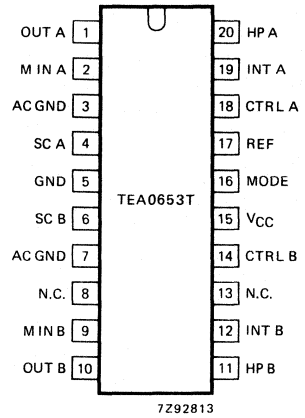 OUT A 1 20 HP A
M IN A 2 19 INT A
AC GND 3 18 CTRL A
SC A 4 17 REF
GND 5 16 MODE
TEA0653T
SC B 6 15 VCC
AC GND 7 14 CTRL B
N.C. 8 13 N.C.
M IN B 9 12 INT B
OUT B 10 11 HP B
7Z92813